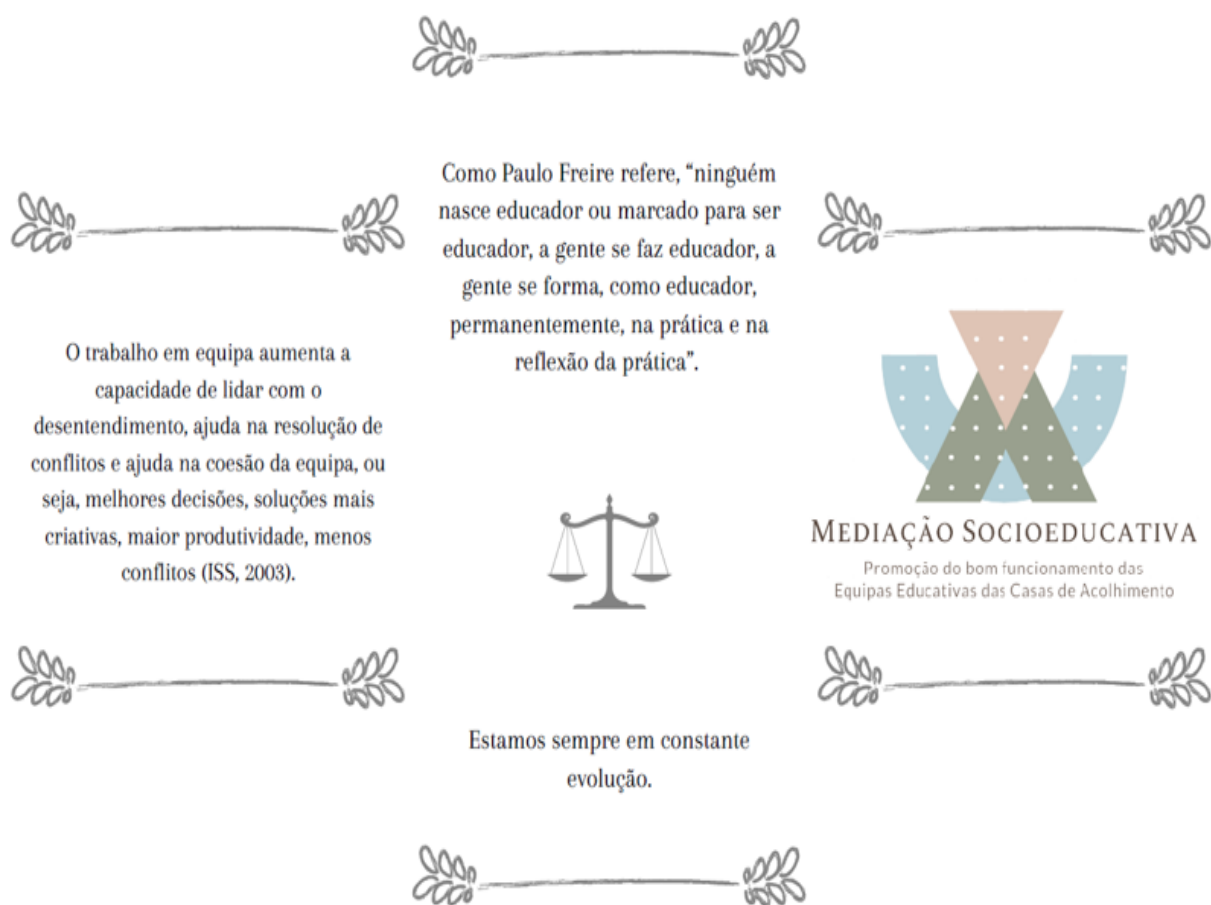 O trabalho em equipa aumenta a
capacidade de lidar com o
desentendimento, ajuda na resolução de
conflitos e ajuda na coesão da equipa, ou
seja, melhores decisões, soluções mais
criativas, maior produtividade, menos
conflitos (ISS, 2003).
Como Paulo Freire refere, “ninguém
nasce educador ou marcado para ser
educador, a gente se faz educador, a
gente se forma, como educador,
permanentemente, na prática e na
reflexão da prática”.
Estamos sempre em constante
evolução.
MEDIAÇÃO SOCIOEDUCATIVA
Promoção do bom funcionamento das
Equipas Educativas das Casas de Acolhimento